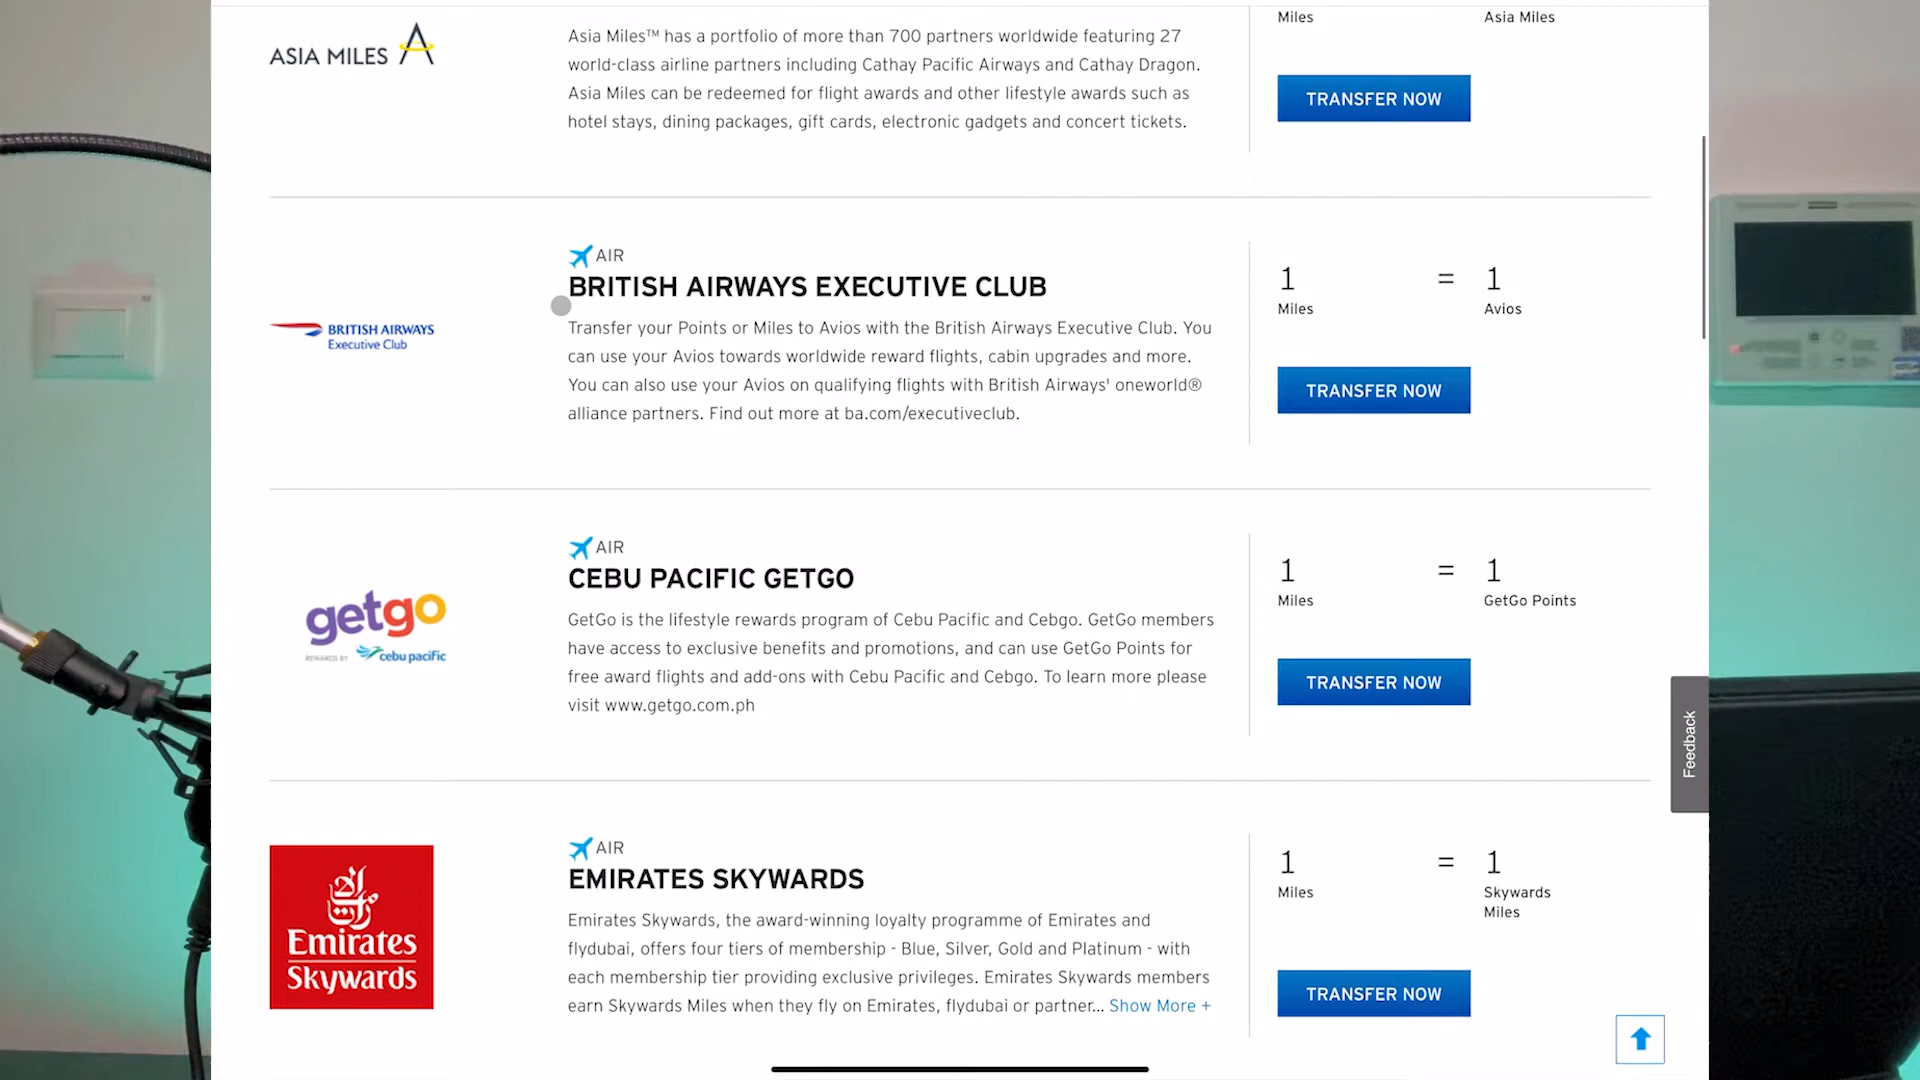 Miles
Asia Miles
ASIA MILES
Asia Miles™ has a portfolio of more than 700 partners worldwide featuring 27
world-class airline partners including Cathay Pacific Airways and Cathay Dragon.
Asia Miles can be redeemed for flight awards and other lifestyle awards such as
hotel stays, dining packages, gift cards, electronic gadgets and concert tickets.
TRANSFER NOW
BRITISH AIRWAYS
Executive Club
AIR
BRITISH AIRWAYS EXECUTIVE CLUB
Transfer your Points or Miles to Avios with the British Airways Executive Club. You
can use your Avios towards worldwide reward flights, cabin upgrades and more.
You can also use your Avios on qualifying flights with British Airways' oneworld®
alliance partners. Find out more at ba.com/executiveclub.
1 = 1
Miles
Avios
TRANSFER NOW
getgo
REWARDS BY cebu pacific
AIR
CEBU PACIFIC GETGO
GetGo is the lifestyle rewards program of Cebu Pacific and Cebgo. GetGo members
have access to exclusive benefits and promotions, and can use GetGo Points for
free award flights and add-ons with Cebu Pacific and Cebgo. To learn more please
visit www.getgo.com.ph
1 = 1
Miles
GetGo Points
TRANSFER NOW
Feedback
Emirates
Skywards
AIR
EMIRATES SKYWARDS
Emirates Skywards, the award-winning loyalty programme of Emirates and
flydubai, offers four tiers of membership - Blue, Silver, Gold and Platinum - with
each membership tier providing exclusive privileges. Emirates Skywards members
earn Skywards Miles when they fly on Emirates, flydubai or partner... Show More +
1 = 1
Miles
Skywards
Miles
TRANSFER NOW